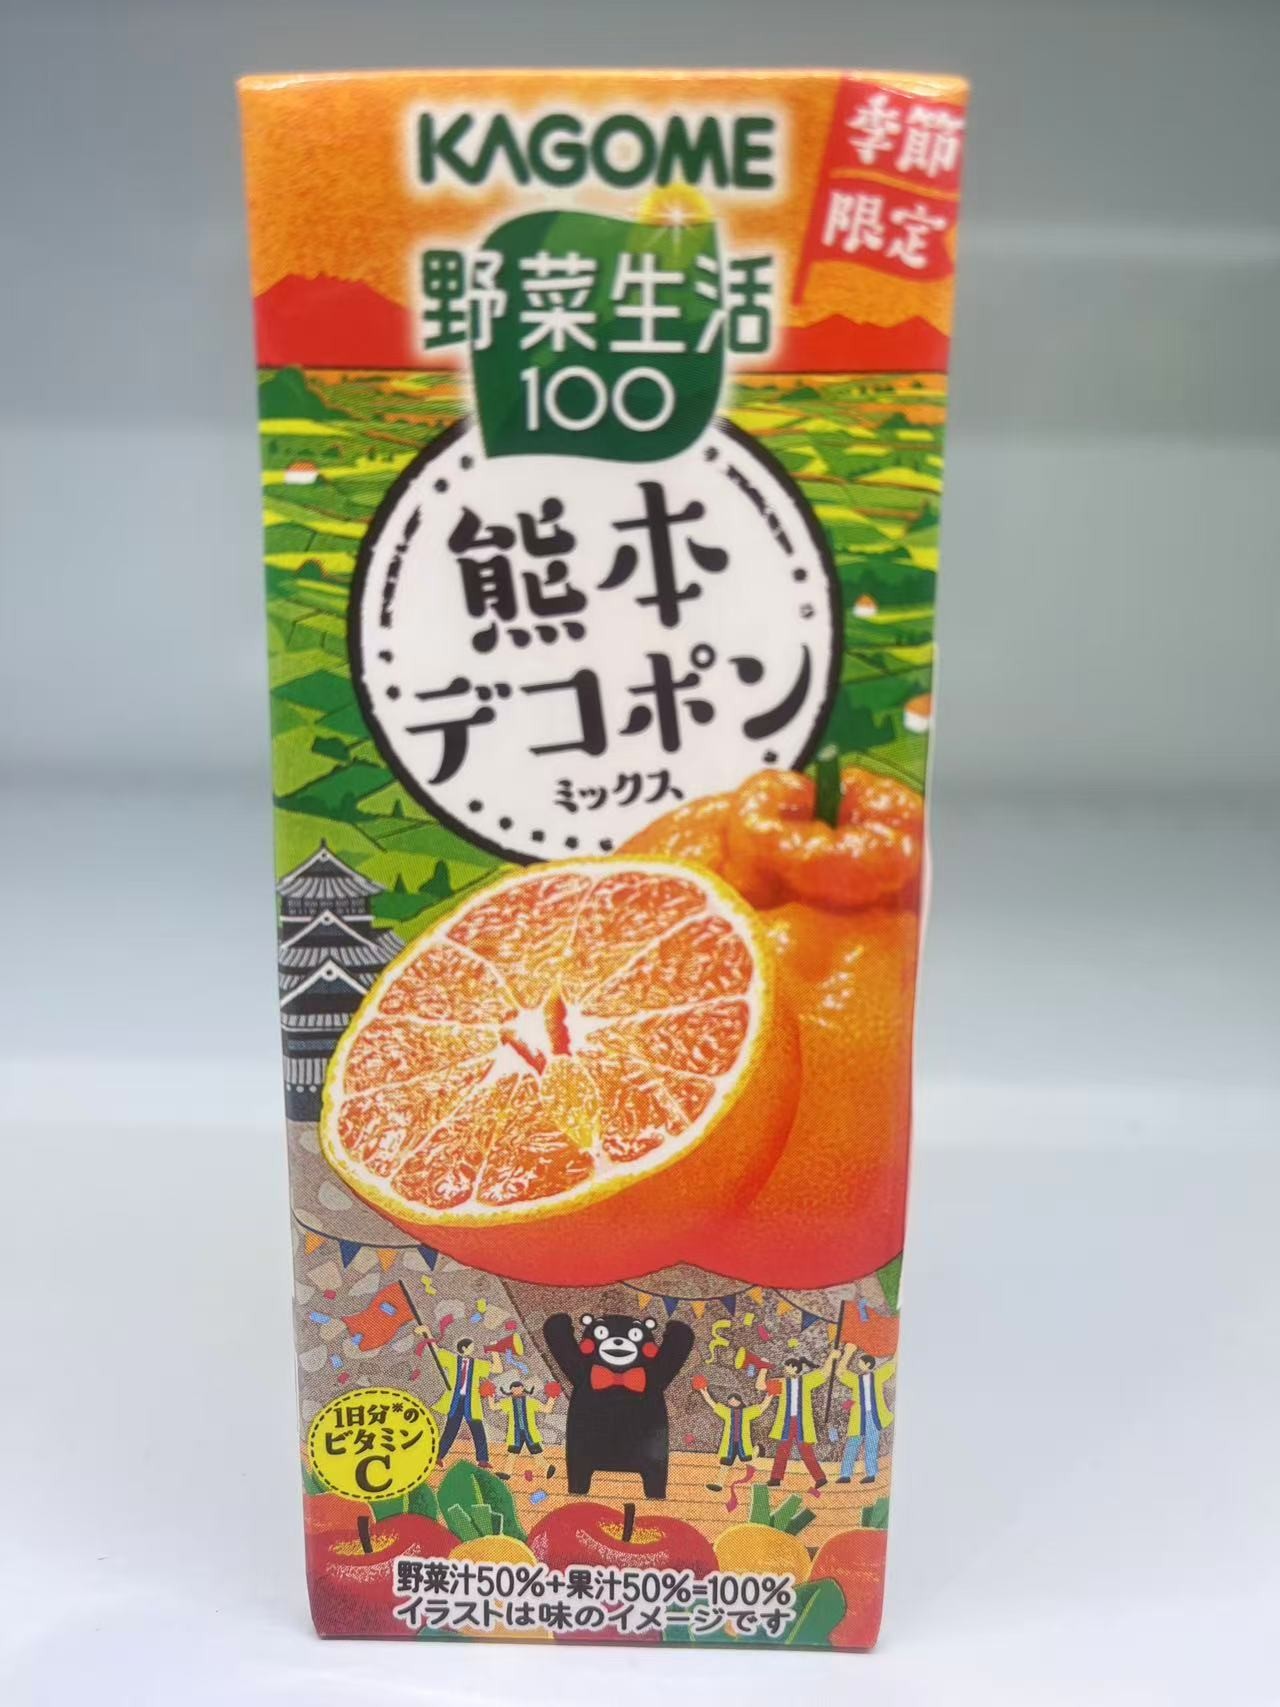 KAGOME
季節
限定
野菜生活
100
熊本
デコポン
ミックス
1日分※の
ビタミン
C
野菜汁50%+果汁50%=100%
イラストは味のイメージです